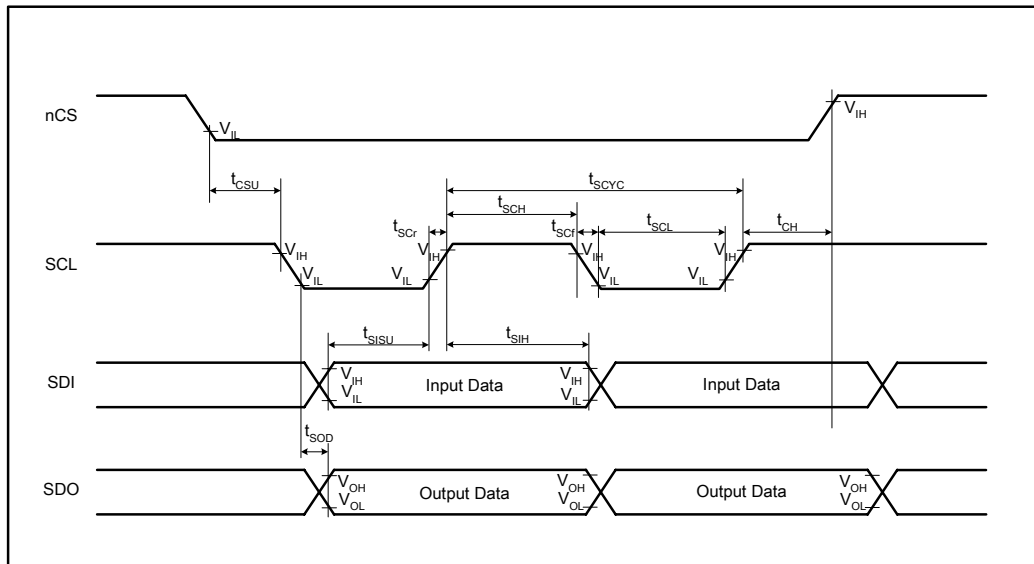 nCS
V_IL
V_IH
t_CSU
t_SCYC
t_SCH
t_SCr
t_SCf
t_SCL
t_CH
SCL
V_IH
V_IL
V_IL
V_IH
V_IH
V_IL
V_IL
V_IH
t_SISU
t_SIH
SDI
V_IH
V_IL
Input Data
V_IH
V_IL
Input Data
t_SOD
SDO
V_OH
V_OL
Output Data
V_OH
V_OL
Output Data
V_OH
V_OL